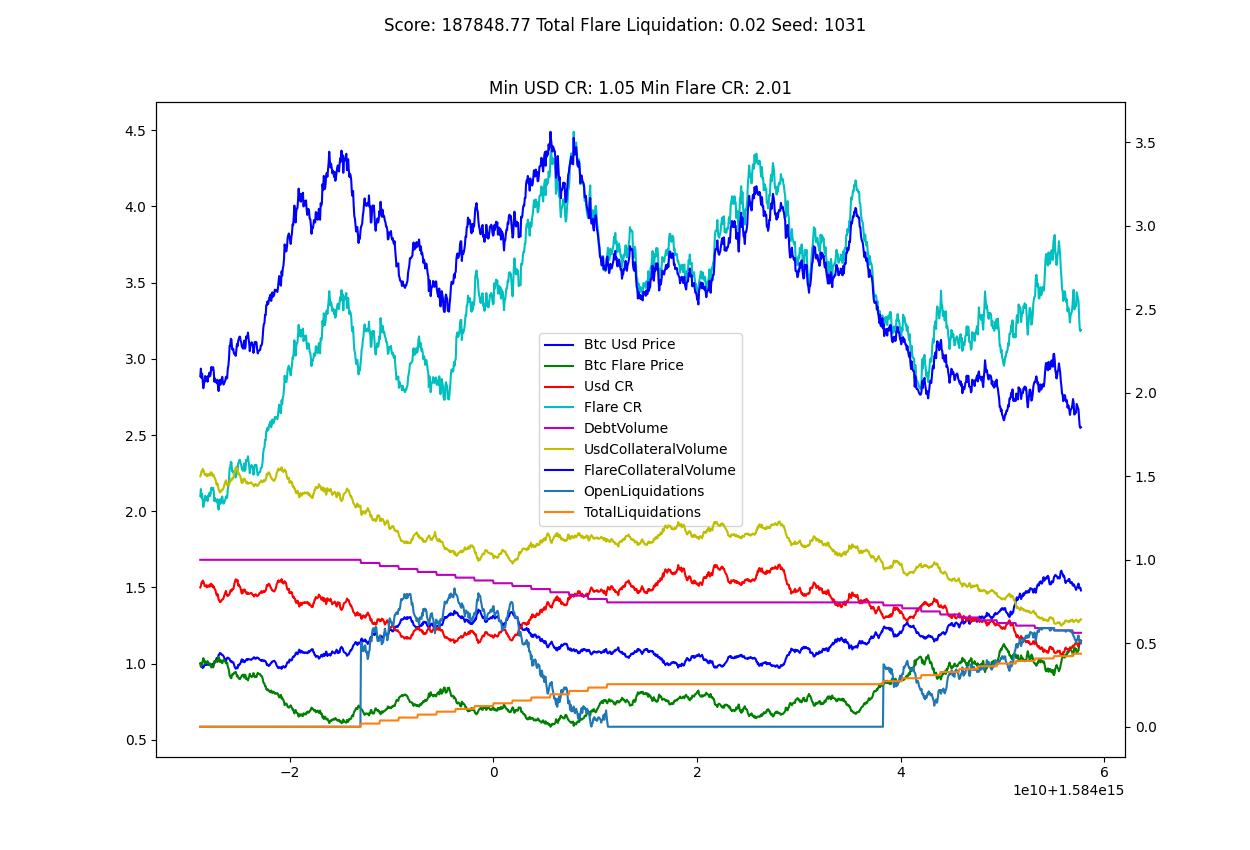 Score: 187848.77 Total Flare Liquidation: 0.02 Seed: 1031
Min USD CR: 1.05 Min Flare CR: 2.01
4.5
4.0
3.5
3.0
2.5
2.0
1.5
1.0
0.5
3.5
3.0
2.5
2.0
1.5
1.0
0.5
0.0
Btc Usd Price
Btc Flare Price
Usd CR
Flare CR
DebtVolume
UsdCollateralVolume
FlareCollateralVolume
OpenLiquidations
TotalLiquidations
−2 0 2 4 6
1e10+1.584e15